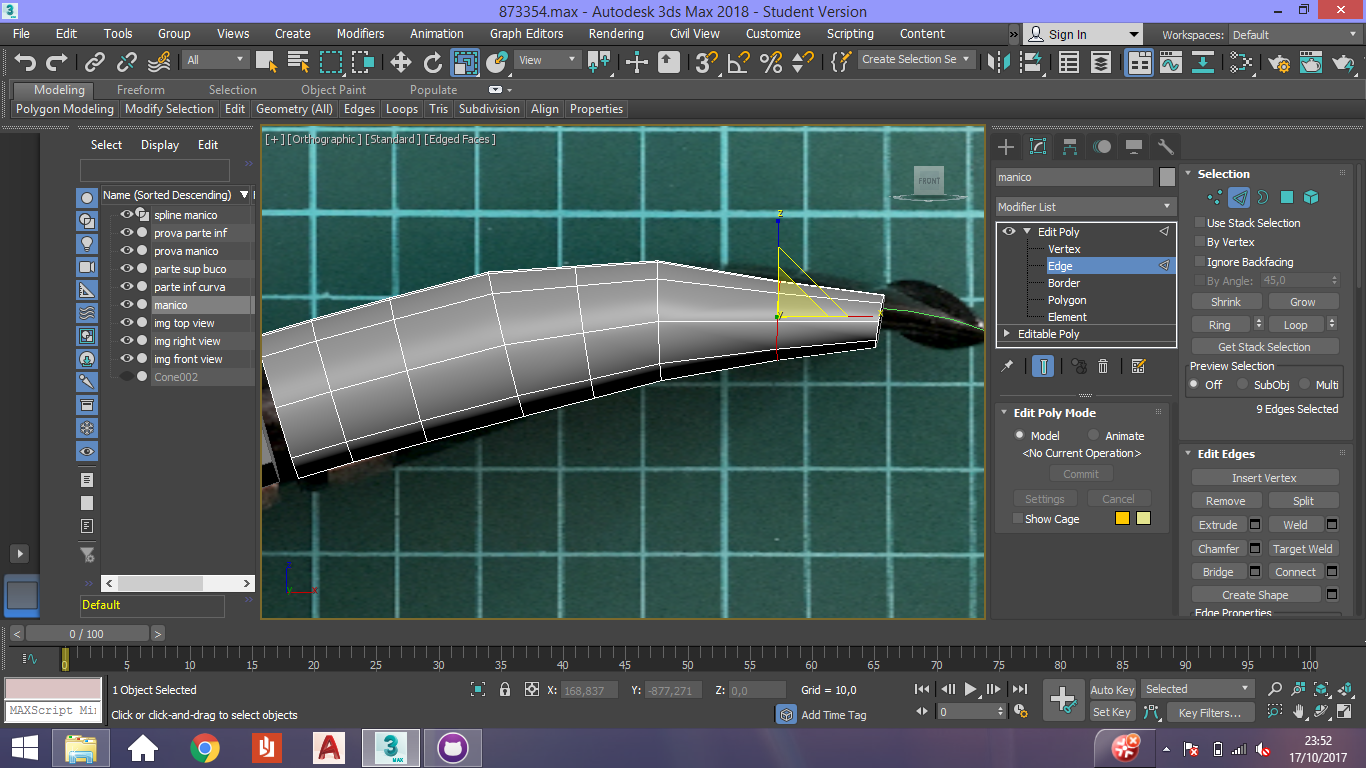 873354.max - Autodesk 3ds Max 2018 - Student Version
File Edit Tools Group Views Create Modifiers Animation Graph Editors Rendering Civil View Customize Scripting Content » Sign In Workspaces: Default
All View Create Selection Se
Modeling Freeform Selection Object Paint Populate
Polygon Modeling Modify Selection Edit Geometry (All) Edges Loops Tris Subdivision Align Properties
Select Display Edit
Name (Sorted Descending)
spline manico
prova parte inf
prova manico
parte sup buco
parte inf curva
manico
img top view
img right view
img front view
Cone002
Default
[+] [Orthographic] [Standard] [Edged Faces]
FRONT
z
x
y
z
x
manico
Modifier List
Edit Poly
Vertex
Edge
Border
Polygon
Element
Editable Poly
Edit Poly Mode
Model Animate
<No Current Operation>
Commit
Settings Cancel
Show Cage
Selection
Use Stack Selection
By Vertex
Ignore Backfacing
By Angle: 45,0
Shrink Grow
Ring Loop
Get Stack Selection
Preview Selection
Off SubObj Multi
9 Edges Selected
Edit Edges
Insert Vertex
Remove Split
Extrude Weld
Chamfer Target Weld
Bridge Connect
Create Shape
Edge Properties
< 0 / 100 >
0 5 10 15 20 25 30 35 40 45 50 55 60 65 70 75 80 85 90 95 100
1 Object Selected X: 168,837 Y: -877,271 Z: 0,0 Grid = 10,0 Auto Key Selected
MAXScript Mi Click or click-and-drag to select objects Add Time Tag 0 Set Key Key Filters...
23:52
17/10/2017